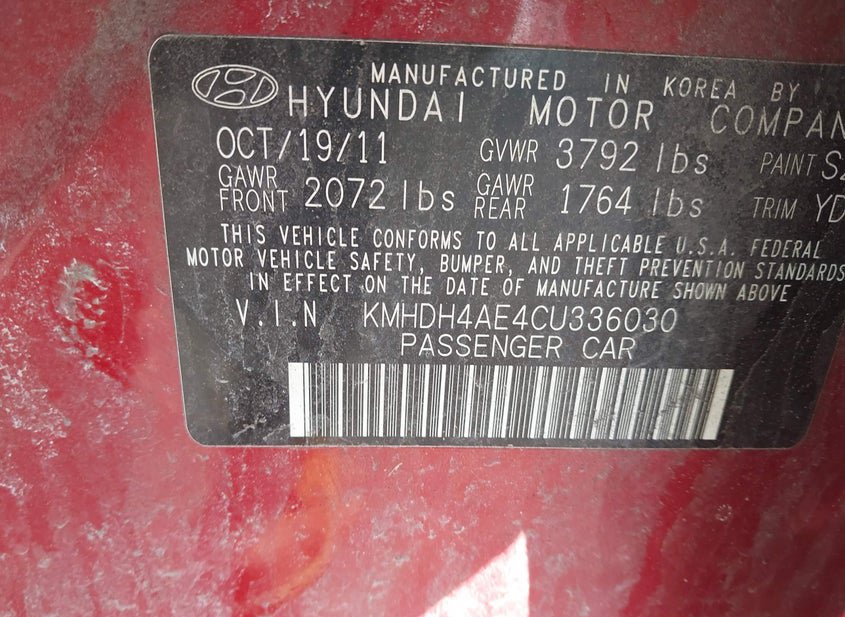 MANUFACTURED IN KOREA BY
HYUNDAI MOTOR
OCT/19/11 GVWR 3792 lbs PAINT
GAWR FRONT 2072 lbs GAWR REAR 1764 lbs TRIM
THIS VEHICLE CONFORMS TO ALL APPLICABLE U.S.A. FEDERAL
MOTOR VEHICLE SAFETY, BUMPER, AND THEFT PREVENTION STANDARDS
IN EFFECT ON THE DATE OF MANUFACTURE SHOWN ABOVE
V.I.N KMHDH4AE4CU336030
PASSENGER CAR